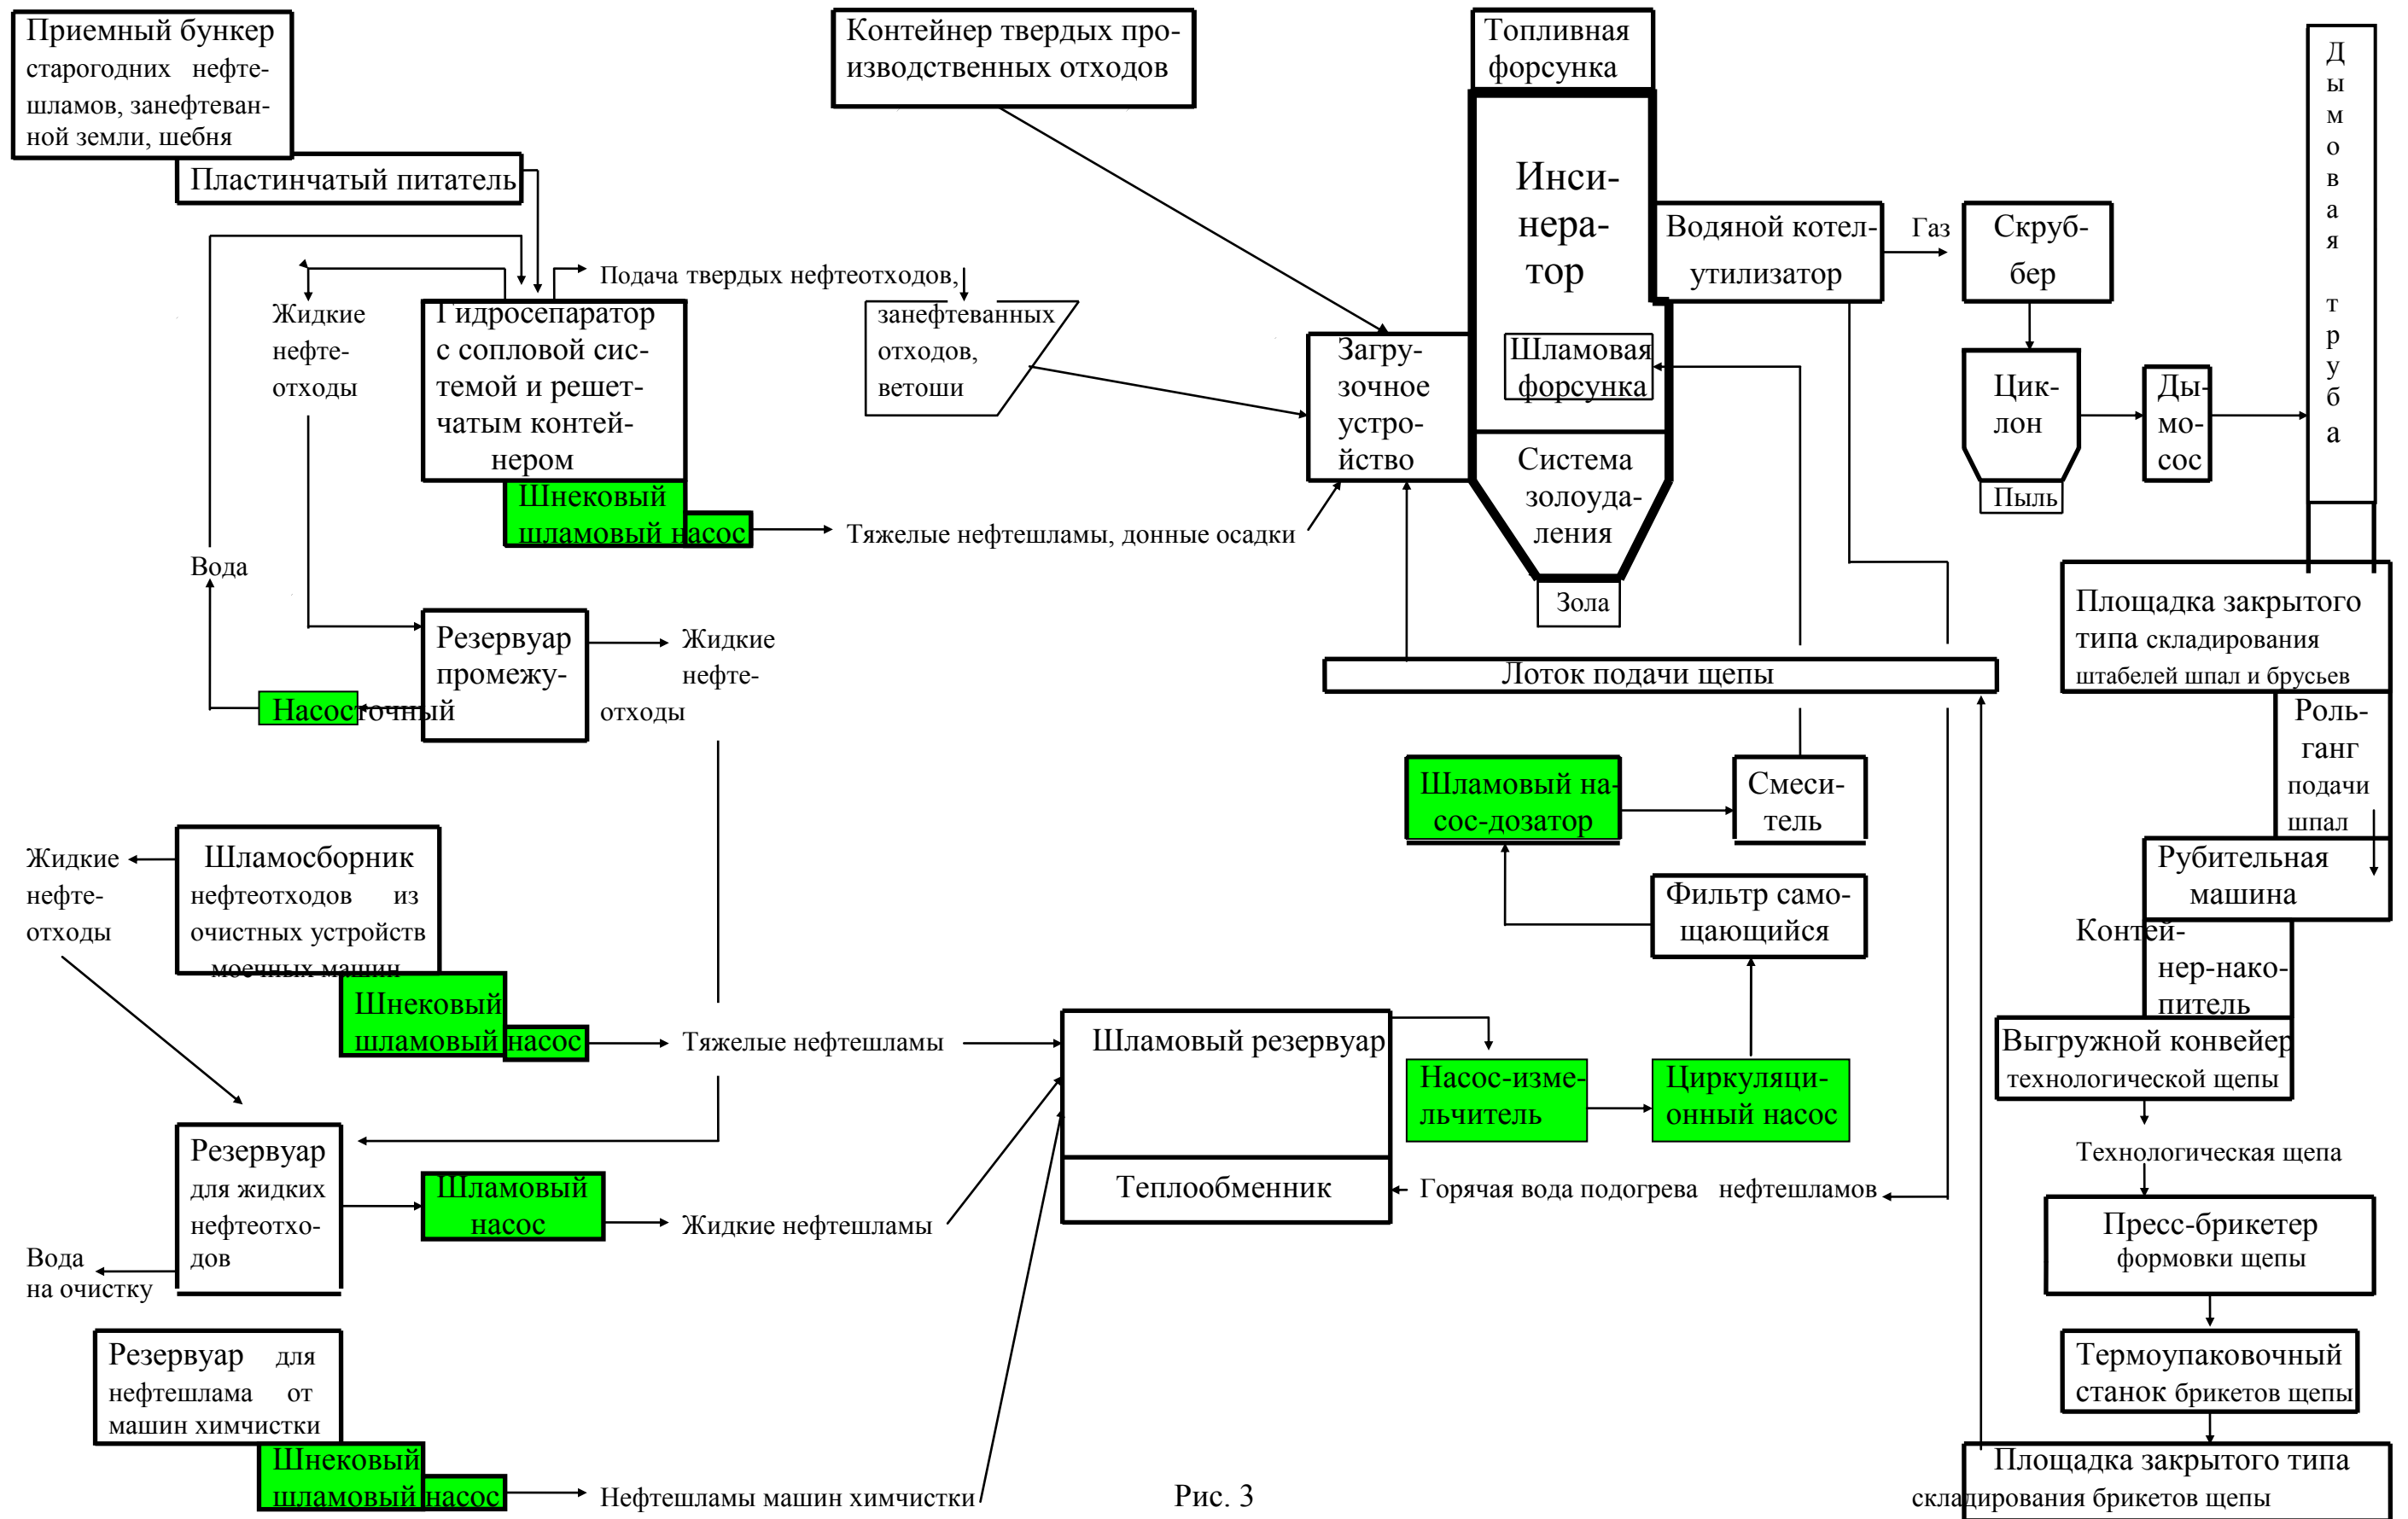 Приемный бункер
старогодних нефте-
шламов, занефтеван-
ной земли, шебня
Пластинчатый питатель
Контейнер твердых про-
изводственных отходов
Топливная
форсунка
Инси-
нера-
тор
Водяной котел-
утилизатор
Газ
Скруб-
бер
Цик-
лон
Пыль
Ды-
мо-
сос
Д
ы
м
о
в
а
я
т
р
у
б
а
Жидкие
нефте-
отходы
Гидросепаратор
с сопловой сис-
темой и решет-
чатым контей-
нером
Шнековый
шламовый насос
Подача твердых нефтеотходов,
занефтеванных
отходов,
ветоши
Загру-
зочное
устро-
йство
Шламовая
форсунка
Система
золоуда-
ления
Зола
Тяжелые нефтешламы, донные осадки
Вода
Резервуар
промежу-
точный
Насос
Жидкие
нефте-
отходы
Лоток подачи щепы
Площадка закрытого
типа складирования
штабелей шпал и брусьев
Роль-
ганг
подачи
шпал
Рубительная
машина
Контей-
нер-нако-
питель
Выгружной конвейер
технологической щепы
Технологическая щепа
Пресс-брикетер
формовки щепы
Термоупаковочный
станок брикетов щепы
Площадка закрытого типа
складирования брикетов щепы
Шламовый на-
сос-дозатор
Смеси-
тель
Фильтр само-
щающийся
Жидкие
нефте-
отходы
Шламосборник
нефтеотходов из
очистных устройств
моечных машин
Шнековый
шламовый насос
Тяжелые нефтешламы
Шламовый резервуар
Теплообменник
Насос-изме-
льчитель
Циркуляци-
онный насос
Горячая вода подогрева нефтешламов
Резервуар
для жидких
нефтеотхо-
дов
Шламовый
насос
Жидкие нефтешламы
Вода
на очистку
Резервуар для
нефтешлама от
машин химчистки
Шнековый
шламовый насос
Нефтешламы машин химчистки
Рис. 3